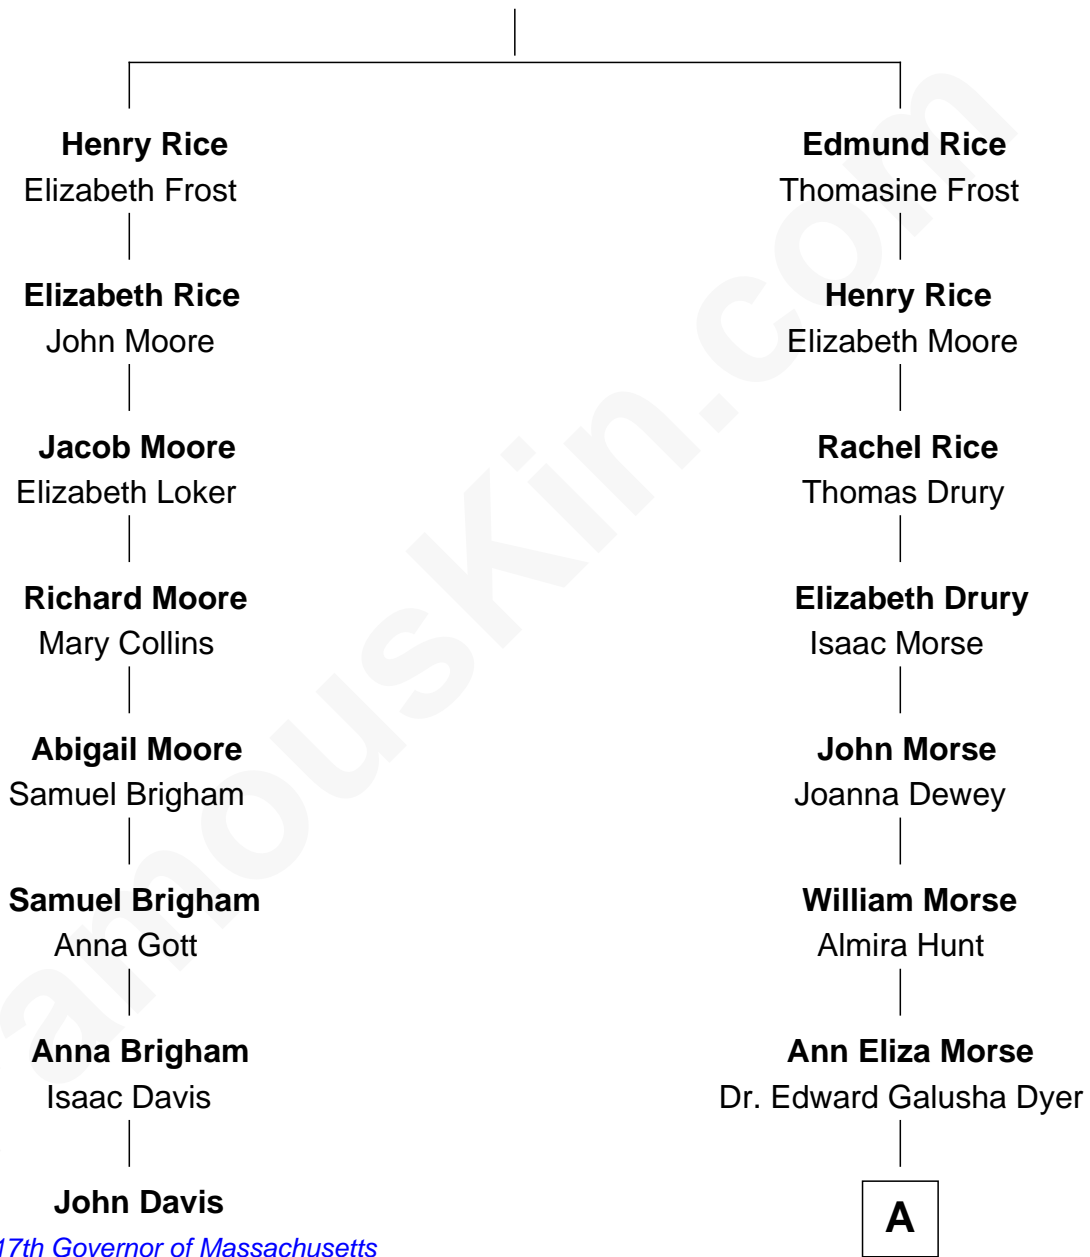 Henry Rice
Elizabeth Frost
Elizabeth Rice
John Moore
Jacob Moore
Elizabeth Loker
Richard Moore
Mary Collins
Abigail Moore
Samuel Brigham
Samuel Brigham
Anna Gott
Anna Brigham
Isaac Davis
John Davis
17th Governor of Massachusetts
Edmund Rice
Thomasine Frost
Henry Rice
Elizabeth Moore
Rachel Rice
Thomas Drury
Elizabeth Drury
Isaac Morse
John Morse
Joanna Dewey
William Morse
Almira Hunt
Ann Eliza Morse
Dr. Edward Galusha Dyer
A
amousKin.com